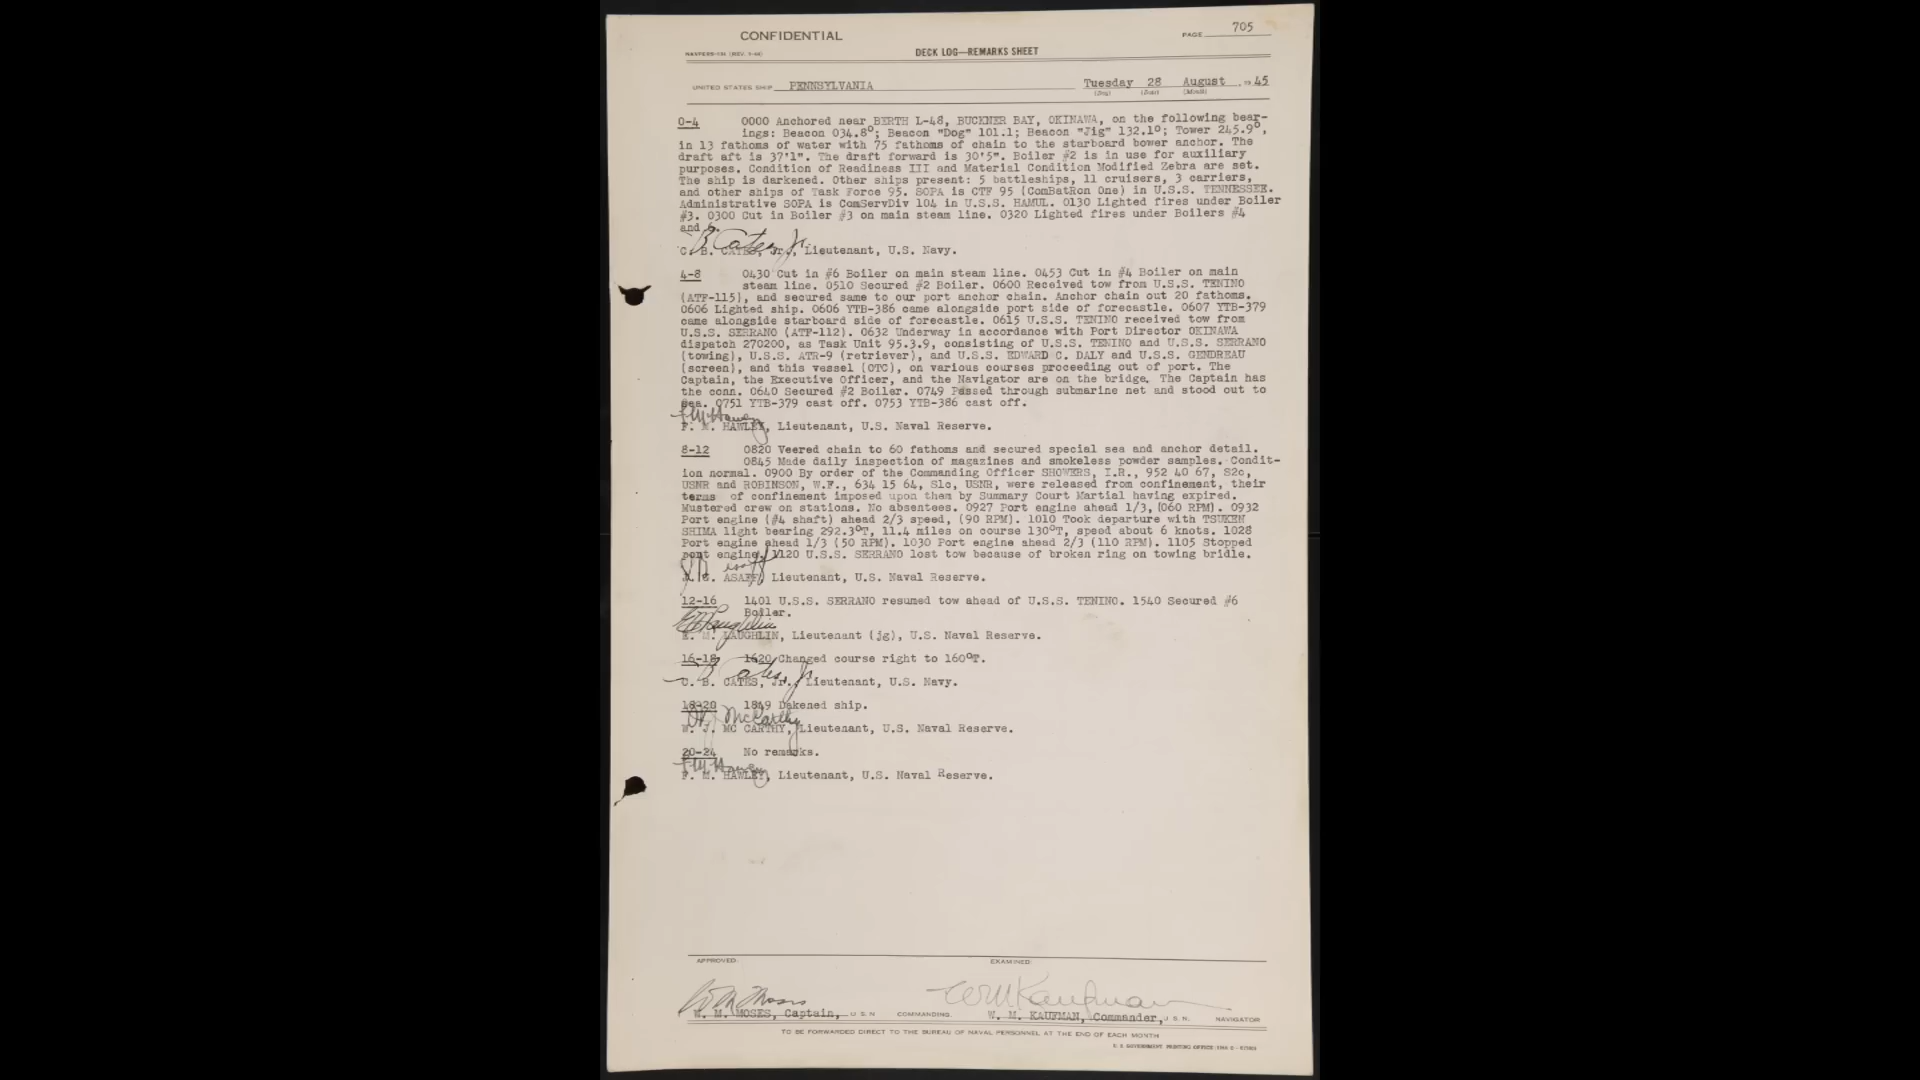 CONFIDENTIAL
PAGE 705
NAVPERS-134 (REV. 1-44)
DECK LOG—REMARKS SHEET
UNITED STATES SHIP PENNSYLVANIA Tuesday 28 August 1945
(Day) (Date) (Month)
0-4 0000 Anchored near BERTH L-48, BUCKNER BAY, OKINAWA, on the following bear-
ings: Beacon 034.8°; Beacon "Dog" 101.1; Beacon "Jig" 132.1°; Tower 245.9°,
in 13 fathoms of water with 75 fathoms of chain to the starboard bower anchor. The
draft aft is 37'1". The draft forward is 30'5". Boiler #2 is in use for auxiliary
purposes. Condition of Readiness III and Material Condition Modified Zebra are set.
The ship is darkened. Other ships present: 5 battleships, 11 cruisers, 3 carriers,
and other ships of Task Force 95. SOPA is CTF 95 (ComBatRon One) in U.S.S. TENNESSEE.
Administrative SOPA is ComServDiv 104 in U.S.S. HAMUL. 0130 Lighted fires under Boiler
#3. 0300 Cut in Boiler #3 on main steam line. 0320 Lighted fires under Boilers #4
and
C. B. CATES, Jr., Lieutenant, U.S. Navy.
4-8 0430 Cut in #6 Boiler on main steam line. 0453 Cut in #4 Boiler on main
steam line. 0510 Secured #2 Boiler. 0600 Received tow from U.S.S. TENINO
(ATF-115), and secured same to our port anchor chain. Anchor chain out 20 fathoms.
0606 Lighted ship. 0606 YTB-386 came alongside port side of forecastle. 0607 YTB-379
came alongside starboard side of forecastle. 0615 U.S.S. TENINO received tow from
U.S.S. SERRANO (ATF-112). 0632 Underway in accordance with Port Director OKINAWA
dispatch 270200, as Task Unit 95.3.9, consisting of U.S.S. TENINO and U.S.S. SERRANO
(towing), U.S.S. ATR-9 (retriever), and U.S.S. EDWARD C. DALY and U.S.S. GENDREAU
(screen), and this vessel (OTC), on various courses proceeding out of port. The
Captain, the Executive Officer, and the Navigator are on the bridge. The Captain has
the conn. 0640 Secured #2 Boiler. 0749 Passed through submarine net and stood out to
sea. 0751 YTB-379 cast off. 0753 YTB-386 cast off.
F. M. HAWLEY, Lieutenant, U.S. Naval Reserve.
8-12 0820 Veered chain to 60 fathoms and secured special sea and anchor detail.
0845 Made daily inspection of magazines and smokeless powder samples. Condit-
ion normal. 0900 By order of the Commanding Officer SHOWERS, I.R., 952 40 67, S2c,
USNR and ROBINSON, W.F., 634 15 64, S1c, USNR, were released from confinement, their
terms of confinement imposed upon them by Summary Court Martial having expired.
Mustered crew on stations. No absentees. 0927 Port engine ahead 1/3, (060 RPM). 0932
Port engine (#4 shaft) ahead 2/3 speed, (90 RPM). 1010 Took departure with TSUKEN
SHIMA light bearing 292.3°T, 11.4 miles on course 130°T, speed about 6 knots. 1028
Port engine ahead 1/3 (50 RPM). 1030 Port engine ahead 2/3 (110 RPM). 1105 Stopped
port engine. 1120 U.S.S. SERRANO lost tow because of broken ring on towing bridle.
ASAFF, Lieutenant, U.S. Naval Reserve.
12-16 1401 U.S.S. SERRANO resumed tow ahead of U.S.S. TENINO. 1540 Secured #6
Boiler.
E. M. LAUGHLIN, Lieutenant (jg), U.S. Naval Reserve.
16-18 1620 Changed course right to 160°T.
C. B. CATES, Jr., Lieutenant, U.S. Navy.
18-20 1849 Dakened ship.
W. J. MC CARTHY, Lieutenant, U.S. Naval Reserve.
20-24 No remarks.
F. M. HAWLEY, Lieutenant, U.S. Naval Reserve.
APPROVED: EXAMINED:
W. M. MOSES, Captain, U.S.N. COMMANDING. W. M. KAUFMAN, Commander, U.S.N. NAVIGATOR
TO BE FORWARDED DIRECT TO THE BUREAU OF NAVAL PERSONNEL AT THE END OF EACH MONTH
U. S. GOVERNMENT PRINTING OFFICE